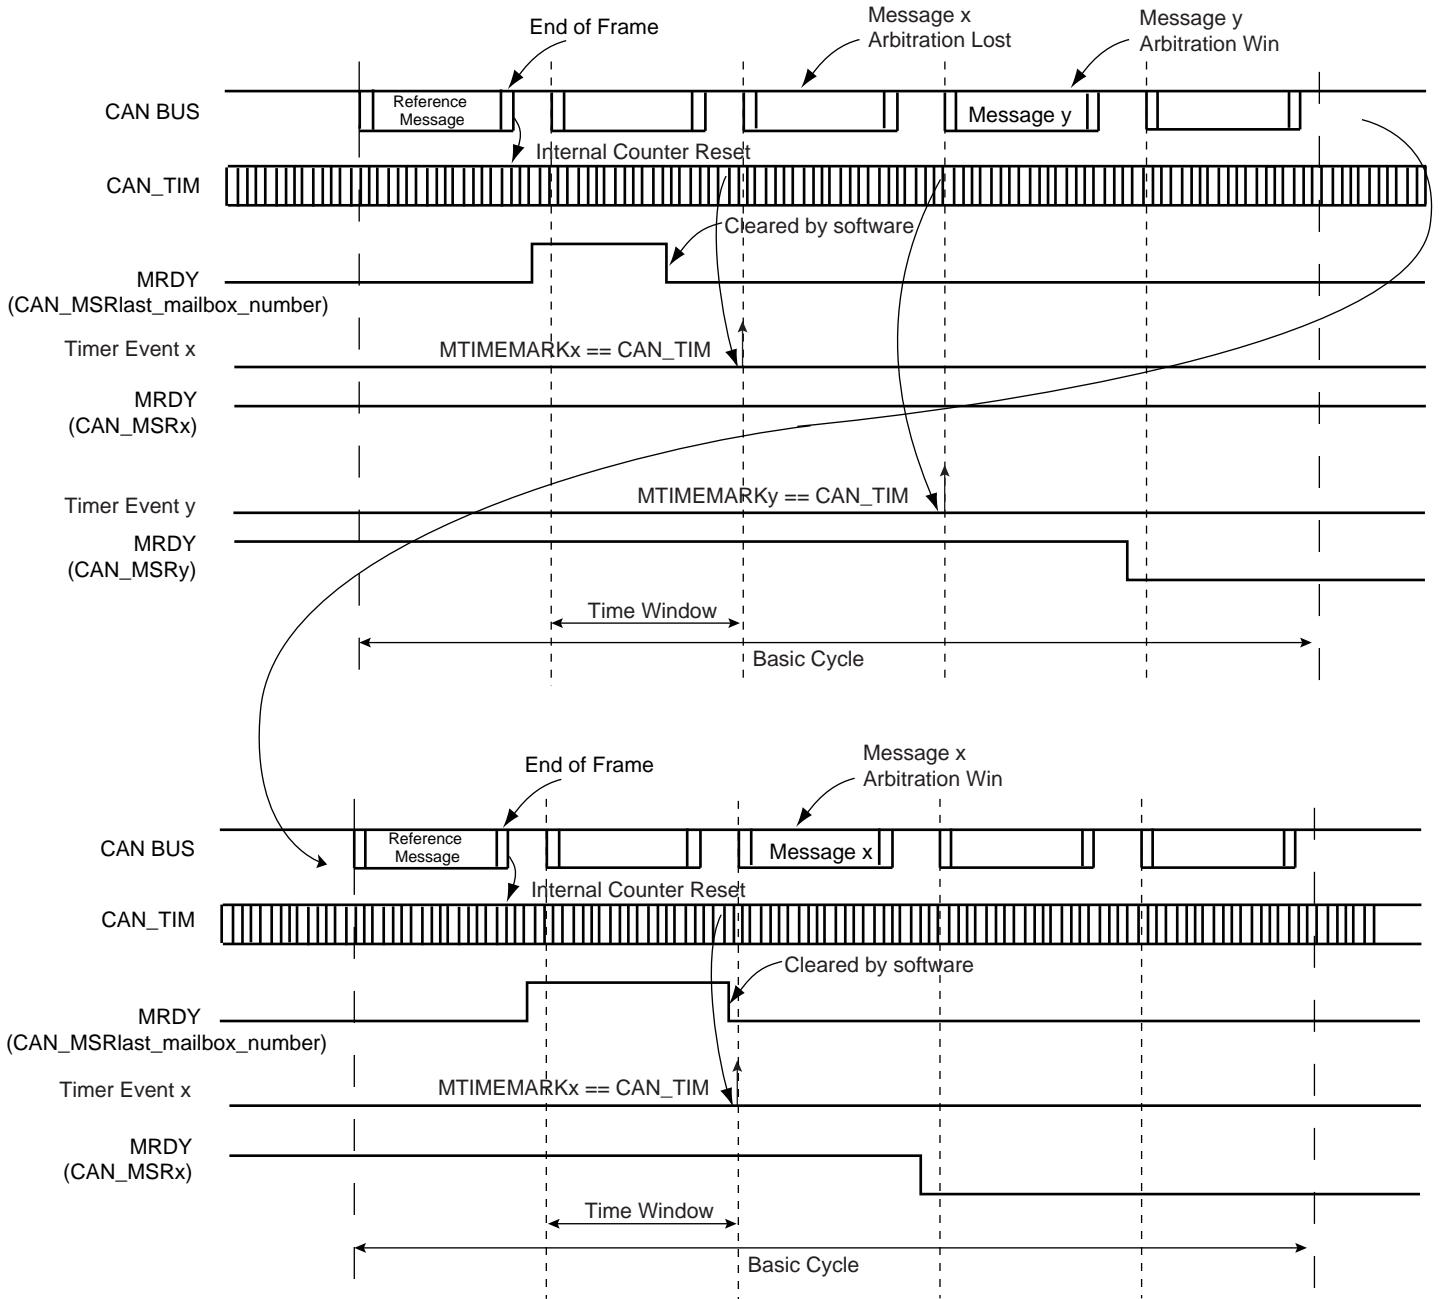 End of Frame
Message x
Arbitration Lost
Message y
Arbitration Win
CAN BUS
Reference
Message
Message y
Internal Counter Reset
CAN_TIM
Cleared by software
MRDY
(CAN_MSRlast_mailbox_number)
Timer Event x
MTIMEMARKx == CAN_TIM
MRDY
(CAN_MSRx)
Timer Event y
MTIMEMARKy == CAN_TIM
MRDY
(CAN_MSRy)
Time Window
Basic Cycle
End of Frame
Message x
Arbitration Win
CAN BUS
Reference
Message
Message x
Internal Counter Reset
CAN_TIM
Cleared by software
MRDY
(CAN_MSRlast_mailbox_number)
Timer Event x
MTIMEMARKx == CAN_TIM
MRDY
(CAN_MSRx)
Time Window
Basic Cycle